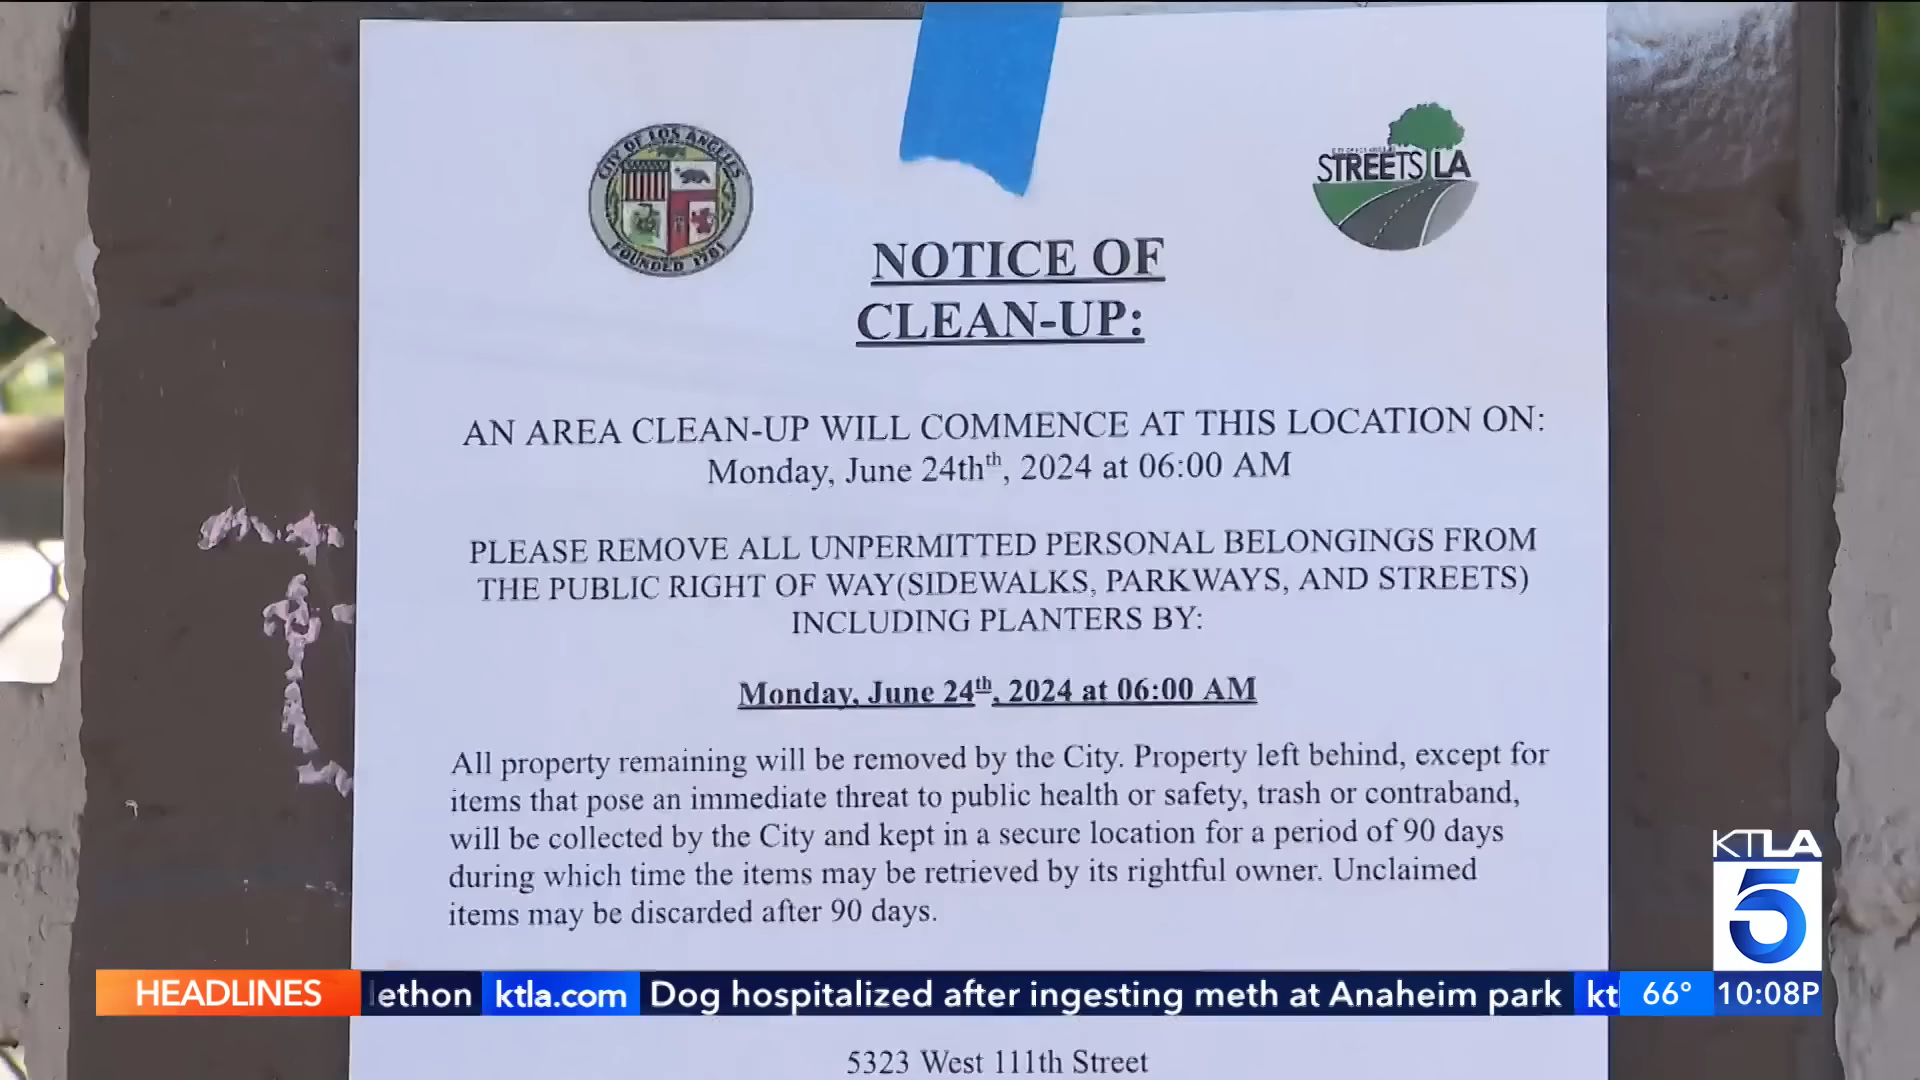 CITY OF LOS ANGELES
FOUNDED 1781
STREETS LA
NOTICE OF
CLEAN-UP:
AN AREA CLEAN-UP WILL COMMENCE AT THIS LOCATION ON:
Monday, June 24thth, 2024 at 06:00 AM
PLEASE REMOVE ALL UNPERMITTED PERSONAL BELONGINGS FROM
THE PUBLIC RIGHT OF WAY(SIDEWALKS, PARKWAYS, AND STREETS)
INCLUDING PLANTERS BY:
Monday, June 24th, 2024 at 06:00 AM
All property remaining will be removed by the City. Property left behind, except for
items that pose an immediate threat to public health or safety, trash or contraband,
will be collected by the City and kept in a secure location for a period of 90 days
during which time the items may be retrieved by its rightful owner. Unclaimed
items may be discarded after 90 days.
KTLA
5
HEADLINES lethon ktla.com Dog hospitalized after ingesting meth at Anaheim park kt 66° 10:08P
5323 West 111th Street